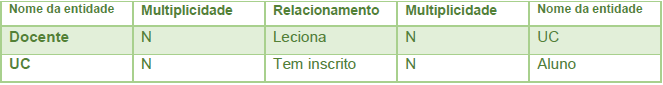 Nome da entidade Multiplicidade Relacionamento Multiplicidade Nome da entidade
Docente N Leciona N UC
UC N Tem inscrito N Aluno